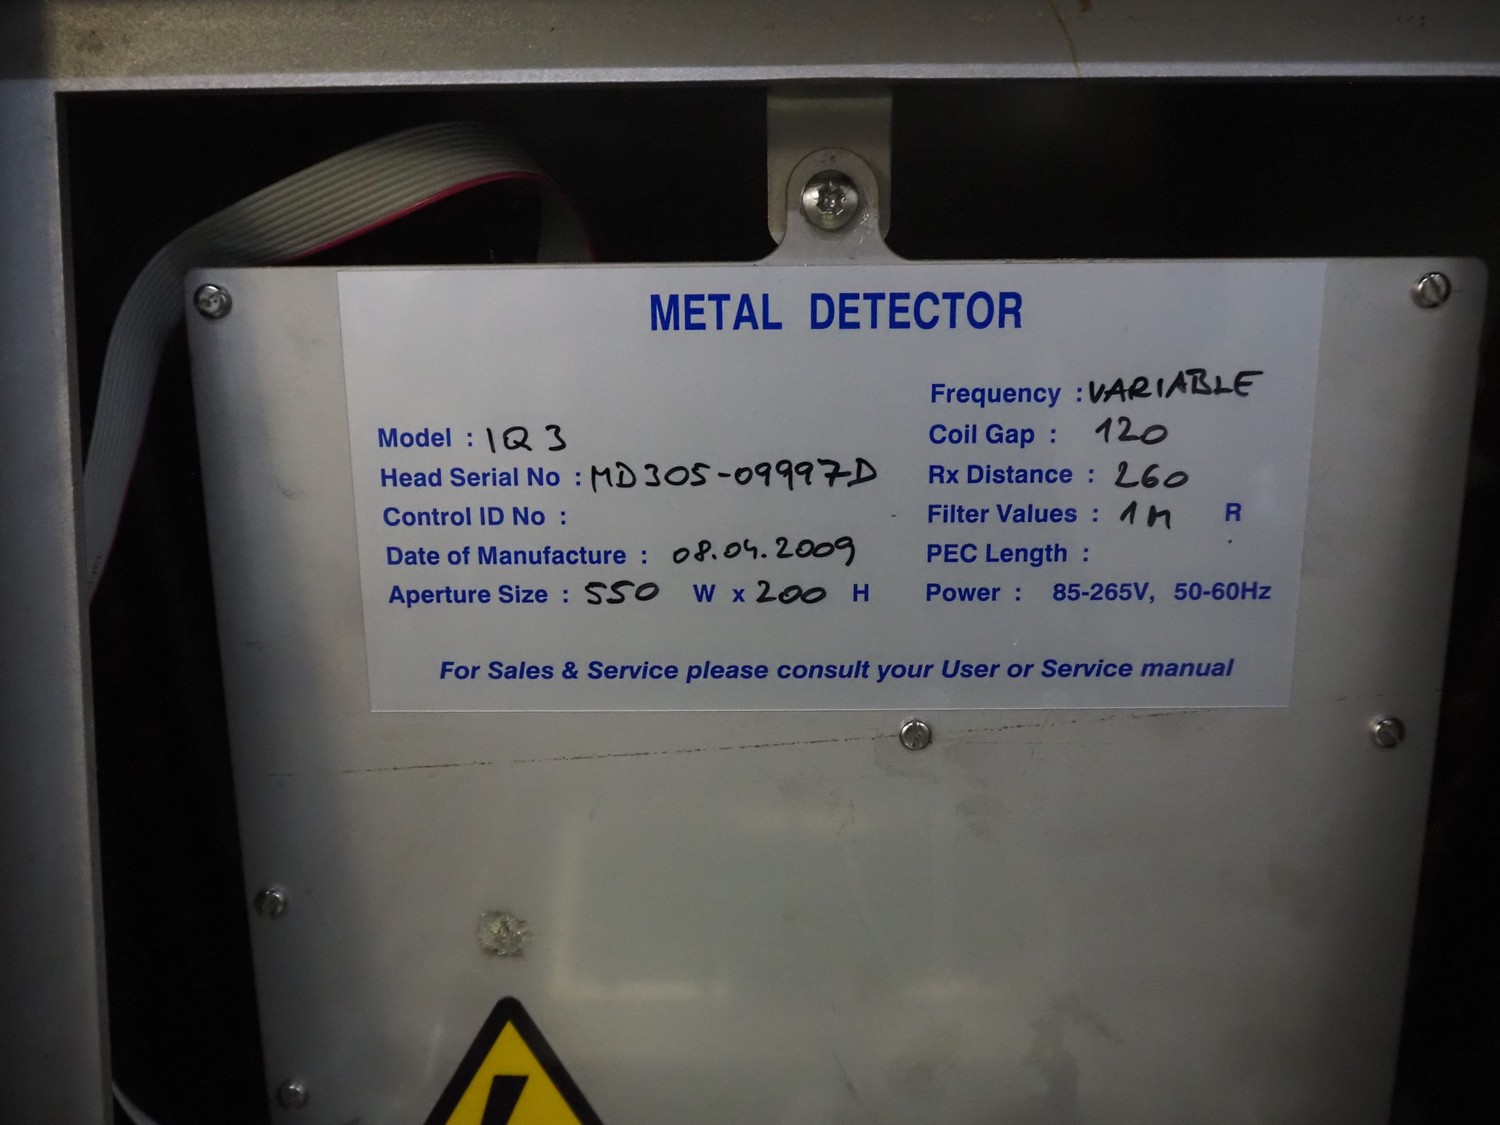 METAL DETECTOR
Model : IQ3
Head Serial No : MD305-09997D
Control ID No :
Date of Manufacture : 08.04.2009
Aperture Size : 550 W x 200 H
Frequency : VARIABLE
Coil Gap : 120
Rx Distance : 260
Filter Values : 1M R
PEC Length :
Power : 85-265V, 50-60Hz
For Sales & Service please consult your User or Service manual